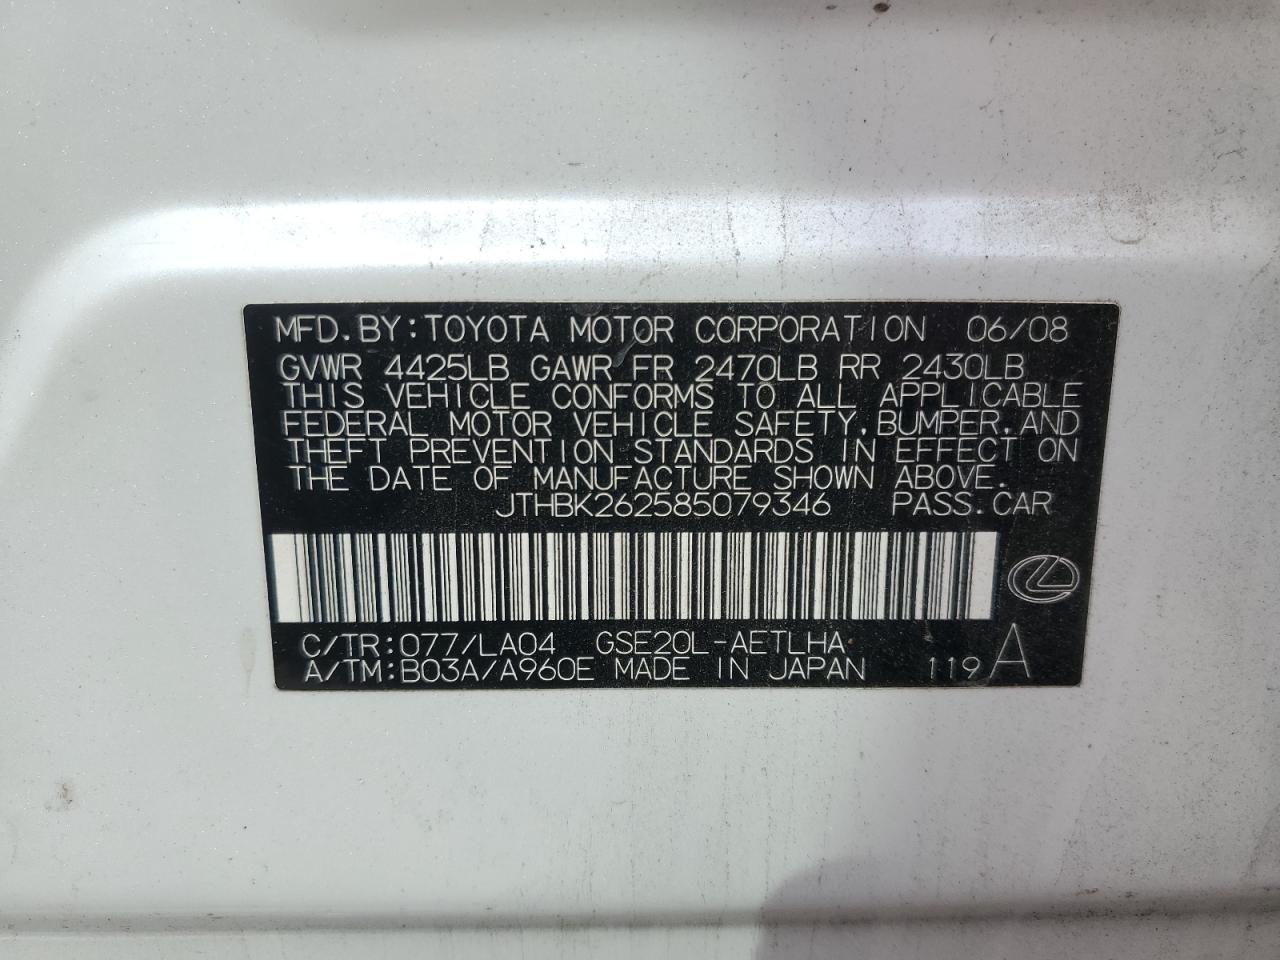 MFD.BY:TOYOTA MOTOR CORPORATION 06/08
GVWR 4425LB GAWR FR 2470LB RR 2430LB
THIS VEHICLE CONFORMS TO ALL APPLICABLE
FEDERAL MOTOR VEHICLE SAFETY,BUMPER,AND
THEFT PREVENTION STANDARDS IN EFFECT ON
THE DATE OF MANUFACTURE SHOWN ABOVE.
JTHBK262585079346 PASS.CAR
C/TR:077/LA04 GSE20L-AETLHA
A/TM:B03A/A960E MADE IN JAPAN 119 A